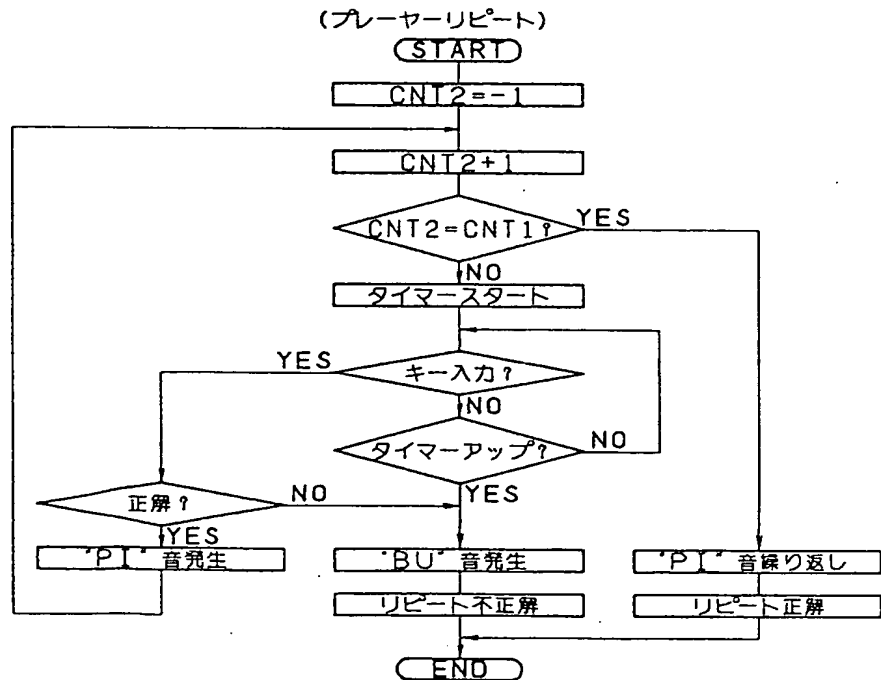 (プレーヤーリピート)
START
CNT2=-1
CNT2+1
CNT2=CNT1?
YES
NO
タイマースタート
YES
キー入力?
NO
タイマーアップ?
NO
YES
正解?
NO
YES
"PI" 音発生
"BU" 音発生
"PI" 音繰り返し
リピート不正解
リピート正解
END